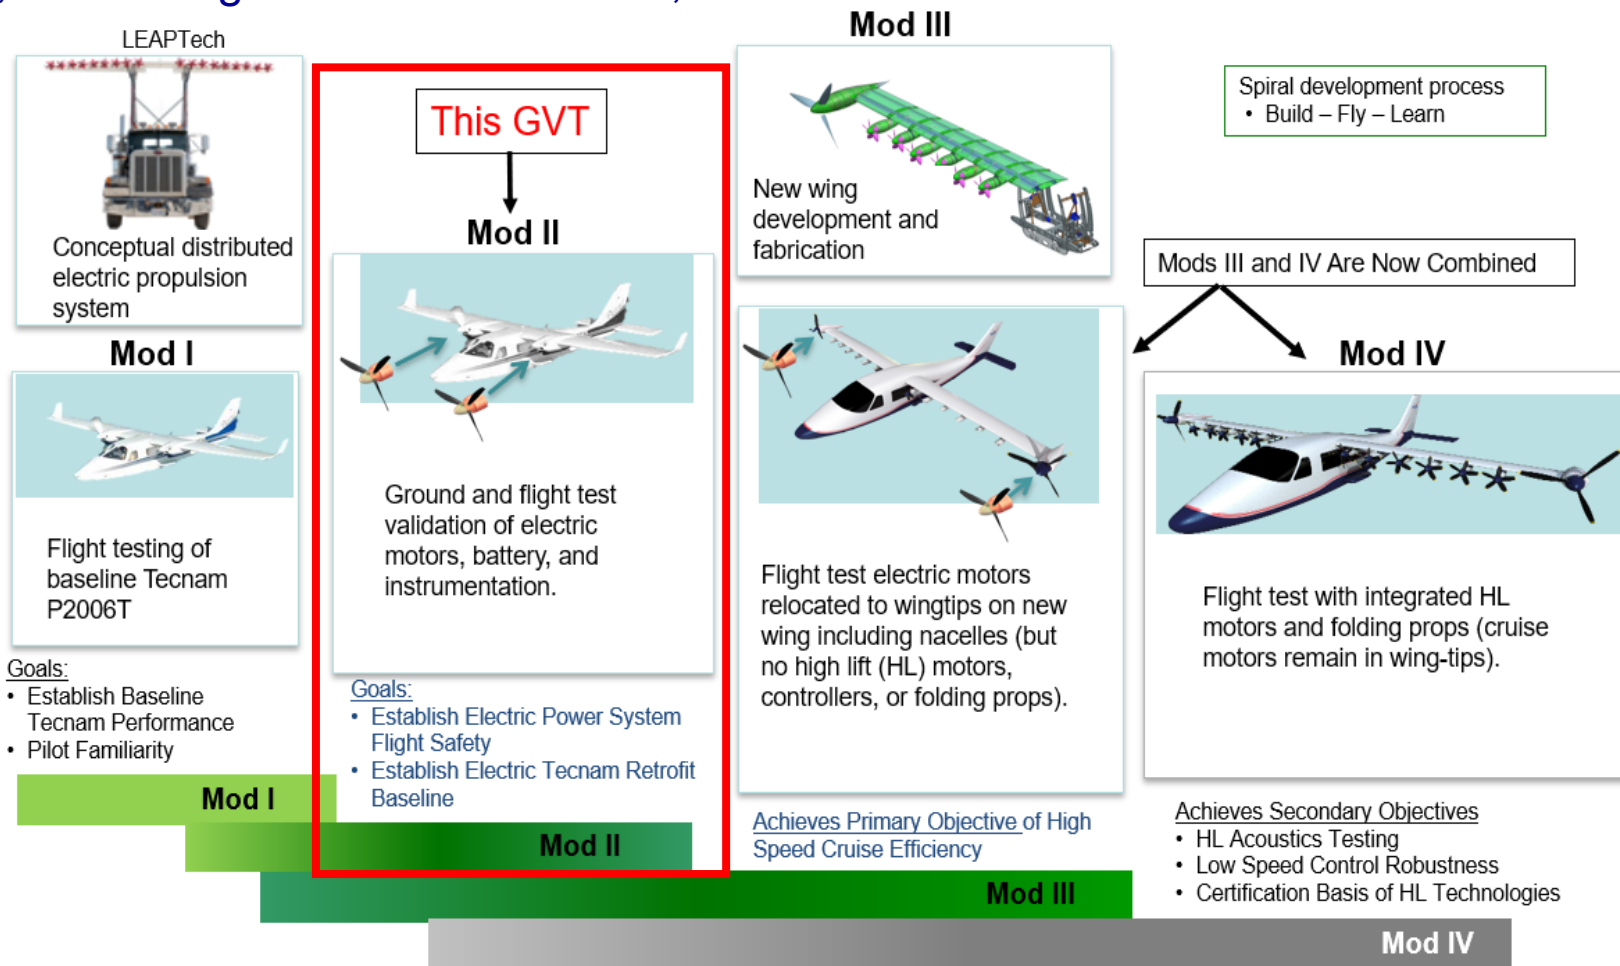 LEAPTech
Conceptual distributed
electric propulsion
system
Mod I
Flight testing of
baseline Tecnam
P2006T
Goals:
• Establish Baseline
Tecnam Performance
• Pilot Familiarity
This GVT
Mod II
Ground and flight test
validation of electric
motors, battery, and
instrumentation.
Goals:
• Establish Electric Power System
Flight Safety
• Establish Electric Tecnam Retrofit
Baseline
Mod III
New wing
development and
fabrication
Flight test electric motors
relocated to wingtips on new
wing including nacelles (but
no high lift (HL) motors,
controllers, or folding props).
Achieves Primary Objective of High
Speed Cruise Efficiency
Spiral development process
• Build – Fly – Learn
Mods III and IV Are Now Combined
Mod IV
Flight test with integrated HL
motors and folding props (cruise
motors remain in wing-tips).
Achieves Secondary Objectives
• HL Acoustics Testing
• Low Speed Control Robustness
• Certification Basis of HL Technologies
Mod I
Mod II
Mod III
Mod IV